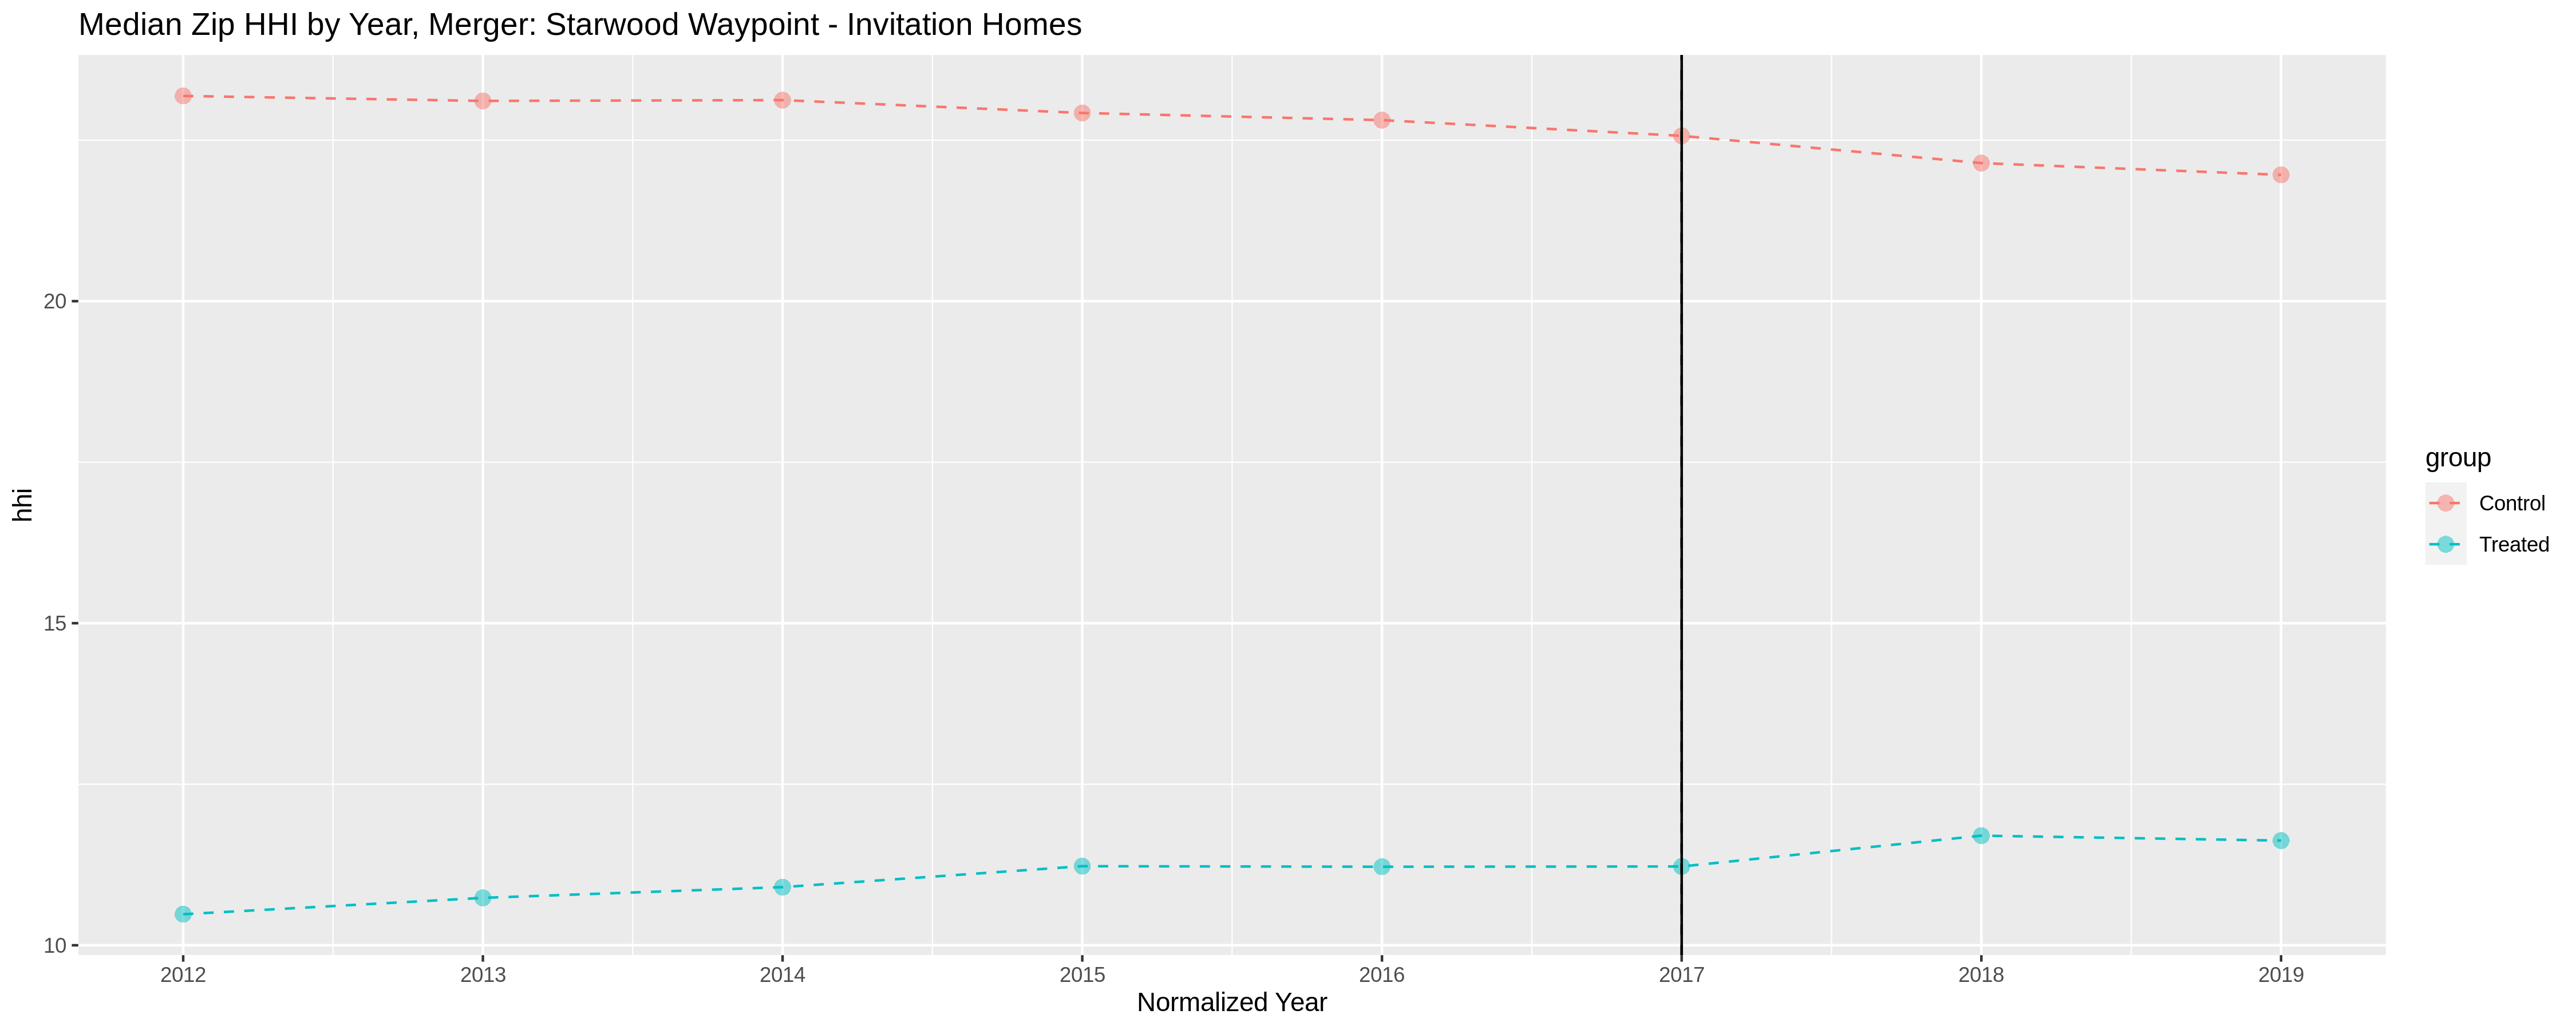 Median Zip HHI by Year, Merger: Starwood Waypoint - Invitation Homes
hhi
20
15
10
2012 2013 2014 2015 2016 2017 2018 2019
Normalized Year
group
Control
Treated